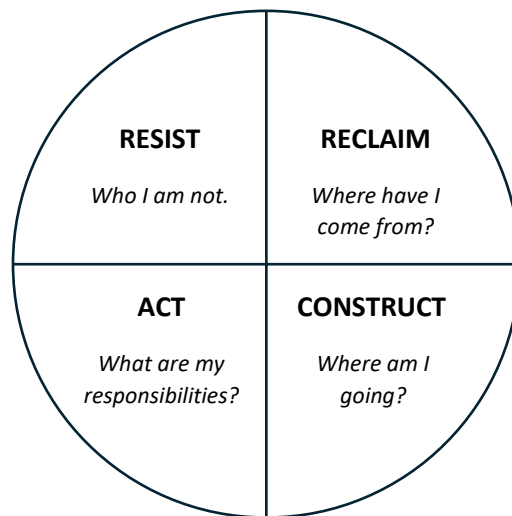 RESIST
Who I am not.
RECLAIM
Where have I
come from?
ACT
What are my
responsibilities?
CONSTRUCT
Where am I
going?